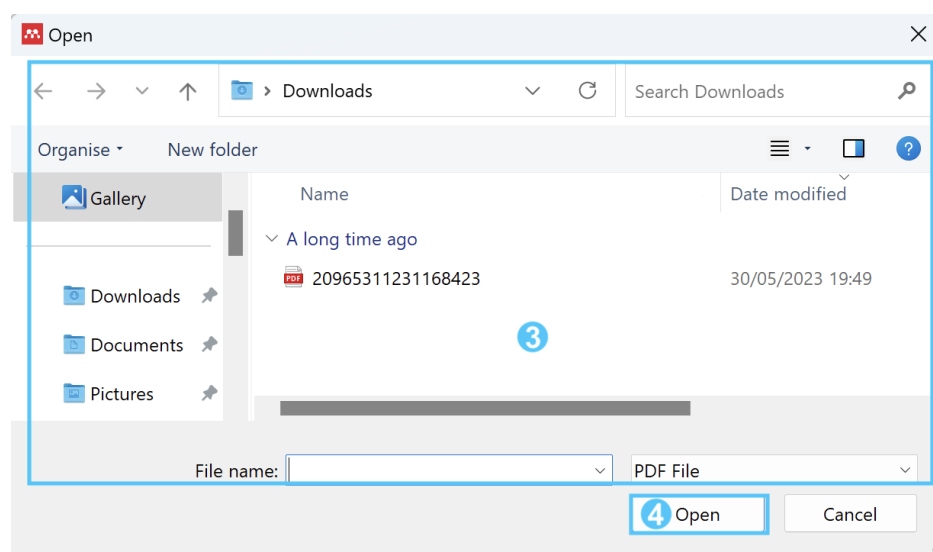 Open
Downloads
Search Downloads
Organise
New folder
?
Gallery
Name
Date modified
A long time ago
PDF
20965311231168423
30/05/2023 19:49
Downloads
Documents
Pictures
3
File name:
PDF File
4 Open
Cancel